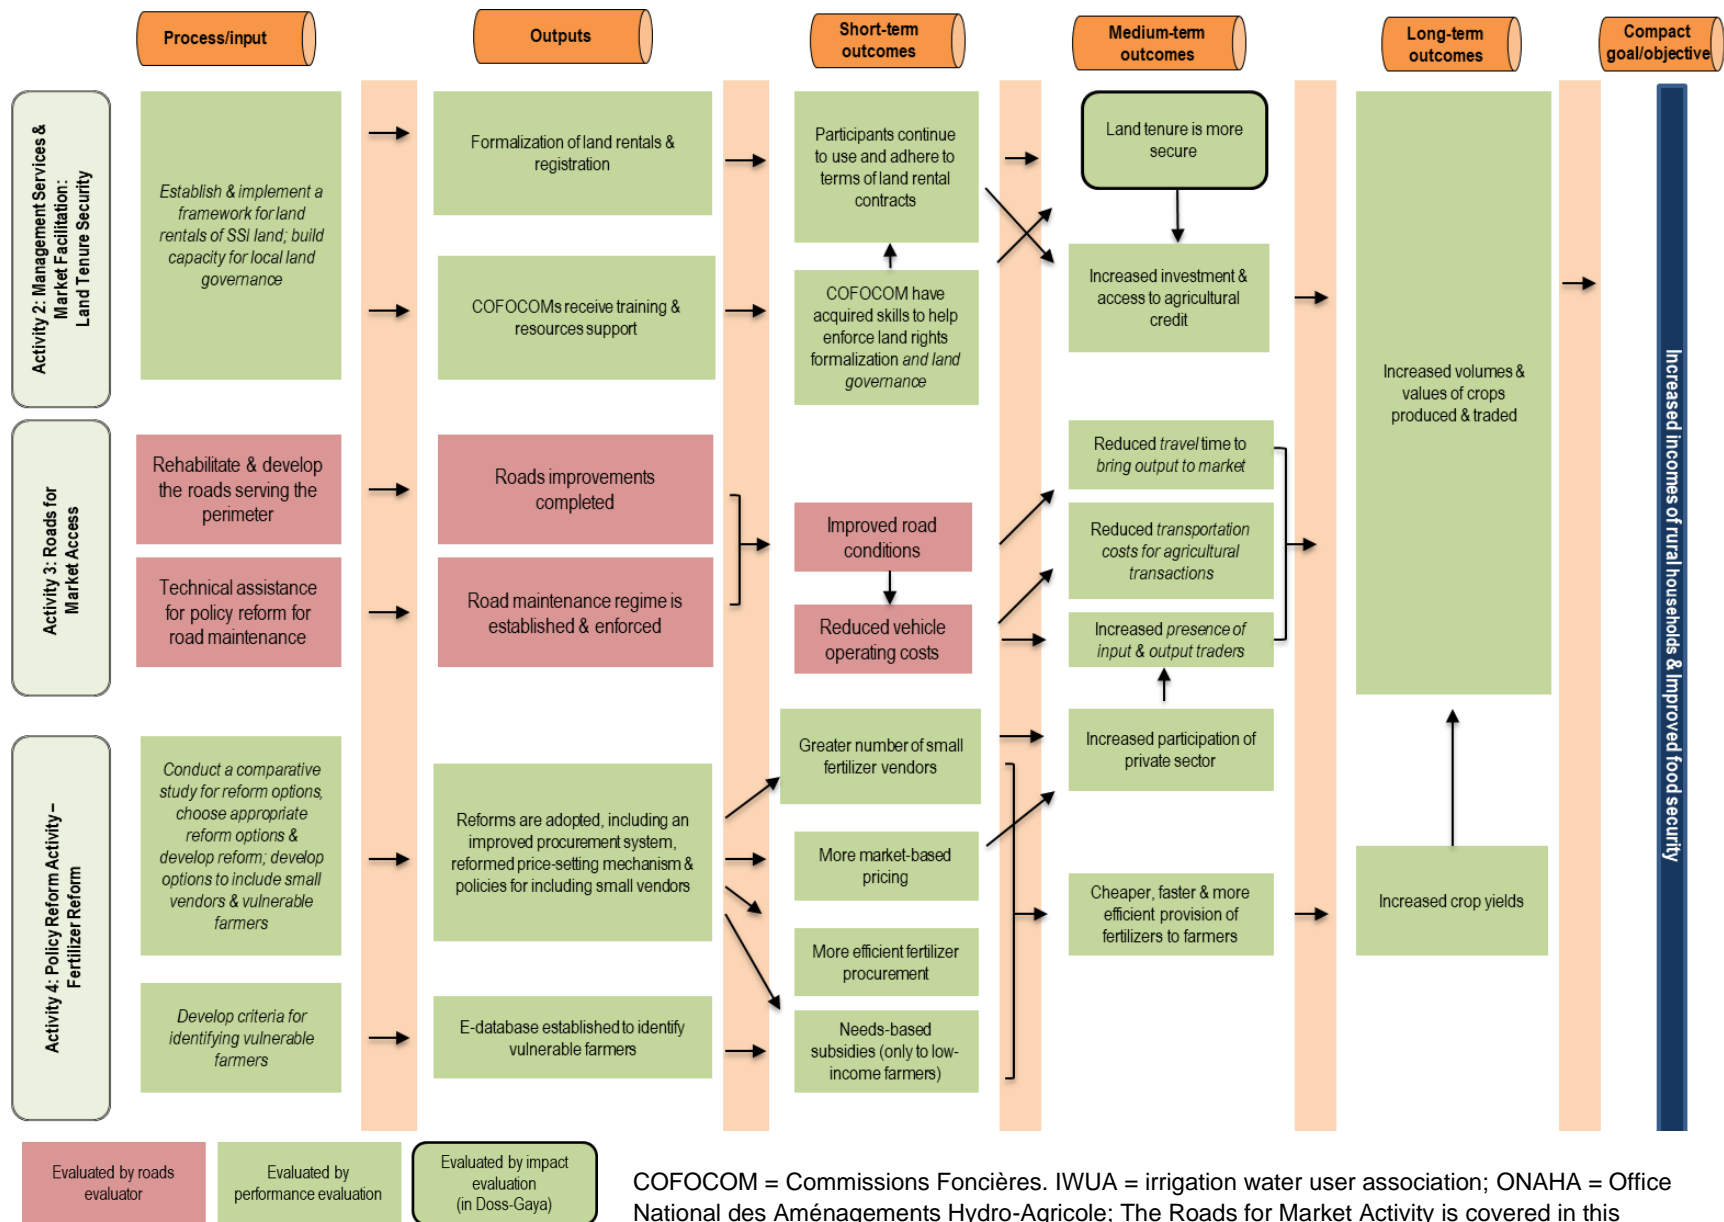 Process/input
Outputs
Short-term
outcomes
Medium-term
outcomes
Long-term
outcomes
Compact
goal/objective
Activity 2: Management Services &
Market Facilitation:
Land Tenure Security
Establish & implement a
framework for land
rentals of SSI land; build
capacity for local land
governance
Formalization of land rentals &
registration
COFOCOMs receive training &
resources support
Participants continue
to use and adhere to
terms of land rental
contracts
COFOCOM have
acquired skills to help
enforce land rights
formalization and land
governance
Land tenure is more
secure
Increased investment &
access to agricultural
credit
Increased volumes &
values of crops
produced & traded
Increased incomes of rural households & Improved food security
Activity 3: Roads for
Market Access
Rehabilitate & develop
the roads serving the
perimeter
Technical assistance
for policy reform for
road maintenance
Roads improvements
completed
Road maintenance regime is
established & enforced
Improved road
conditions
Reduced vehicle
operating costs
Reduced travel time to
bring output to market
Reduced transportation
costs for agricultural
transactions
Increased presence of
input & output traders
Activity 4: Policy Reform Activity –
Fertilizer Reform
Conduct a comparative
study for reform options,
choose appropriate
reform options &
develop reform; develop
options to include small
vendors & vulnerable
farmers
Develop criteria for
identifying vulnerable
farmers
Reforms are adopted, including an
improved procurement system,
reformed price-setting mechanism &
policies for including small vendors
E-database established to identify
vulnerable farmers
Greater number of small
fertilizer vendors
More market-based
pricing
More efficient fertilizer
procurement
Needs-based
subsidies (only to low-
income farmers)
Increased participation of
private sector
Cheaper, faster & more
efficient provision of
fertilizers to farmers
Increased crop yields
Evaluated by roads
evaluator
Evaluated by
performance evaluation
Evaluated by impact
evaluation
(in Doss-Gaya)
COFOCOM = Commissions Foncières. IWUA = irrigation water user association; ONAHA = Office
National des Aménagements Hydro-Agricole; The Roads for Market Activity is covered in this